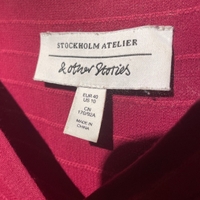 STOCKHOLM ATELIER
& other Stories
EUR 40
US 10
CN
170/92A
MADE IN
CHINA